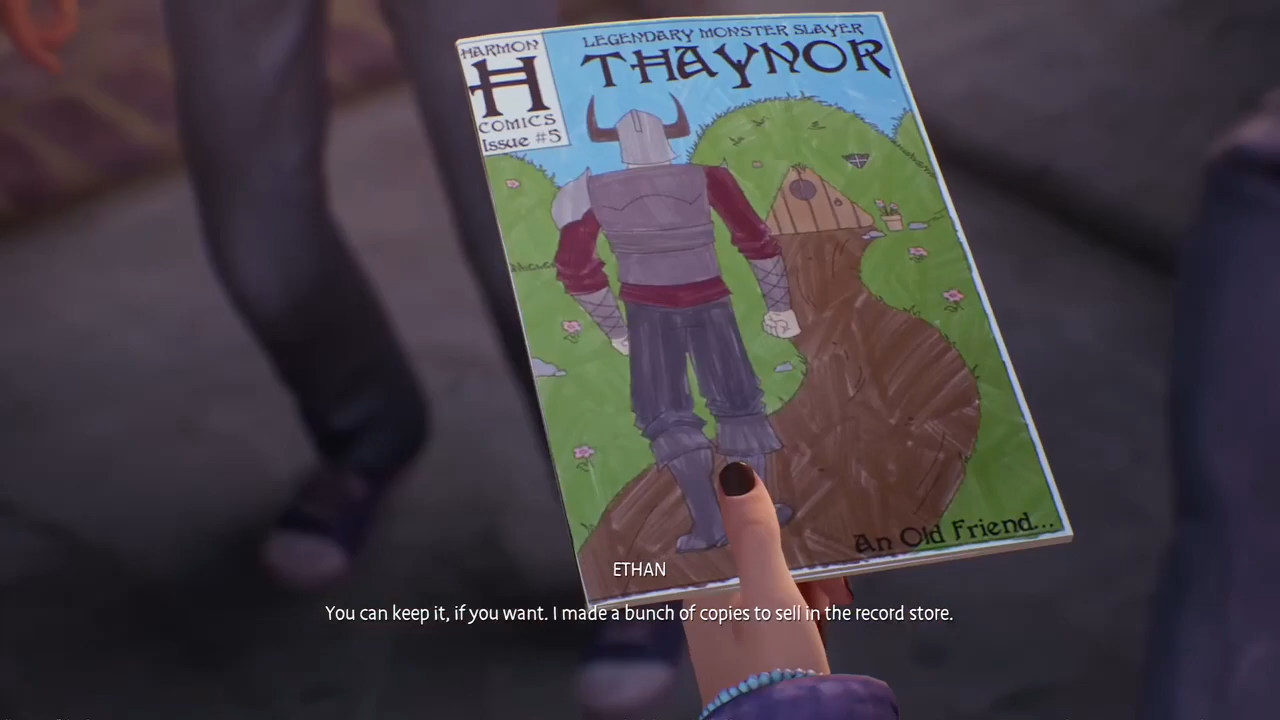 HARMON
H
COMICS
Issue #5
LEGENDARY MONSTER SLAYER
THAYNOR
An Old Friend...
ETHAN
You can keep it, if you want. I made a bunch of copies to sell in the record store.